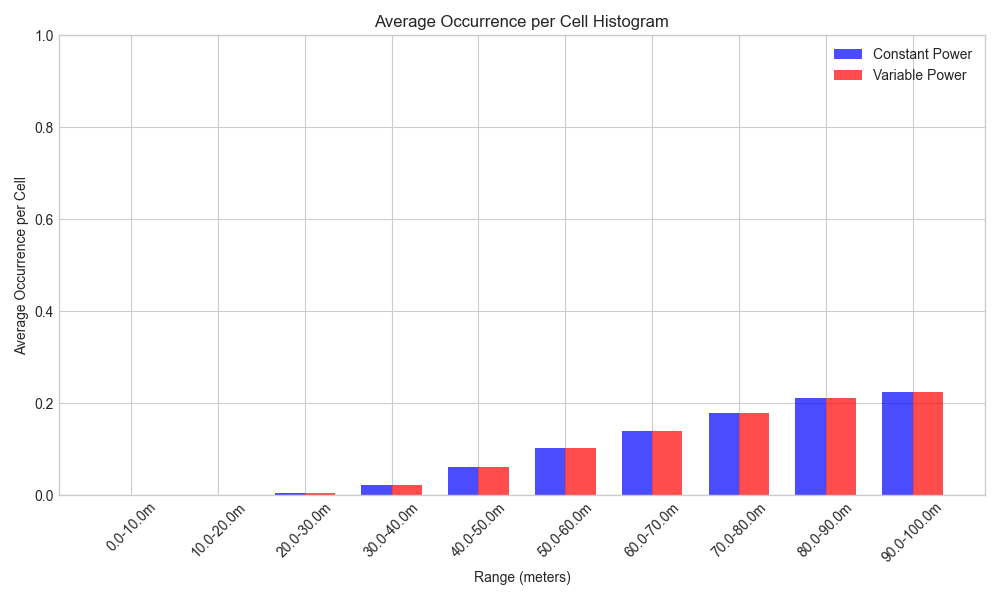 Average Occurrence per Cell Histogram
Constant Power
Variable Power
Average Occurrence per Cell
1.0
0.8
0.6
0.4
0.2
0.0
0.0-10.0m
10.0-20.0m
20.0-30.0m
30.0-40.0m
40.0-50.0m
50.0-60.0m
60.0-70.0m
70.0-80.0m
80.0-90.0m
90.0-100.0m
Range (meters)